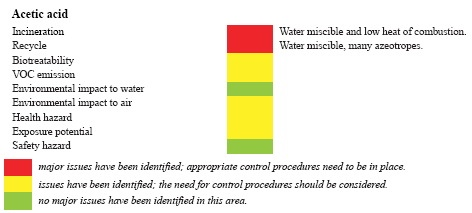 Acetic acid
Incineration Water miscible and low heat of combustion.
Recycle Water miscible, many azeotropes.
Biotreatability
VOC emission
Environmental impact to water
Environmental impact to air
Health hazard
Exposure potential
Safety hazard
major issues have been identified; appropriate control procedures need to be in place.
issues have been identified; the need for control procedures should be considered.
no major issues have been identified in this area.